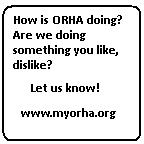 How is ORHA doing?
Are we doing
something you like,
dislike?
Let us know!
www.myorha.org